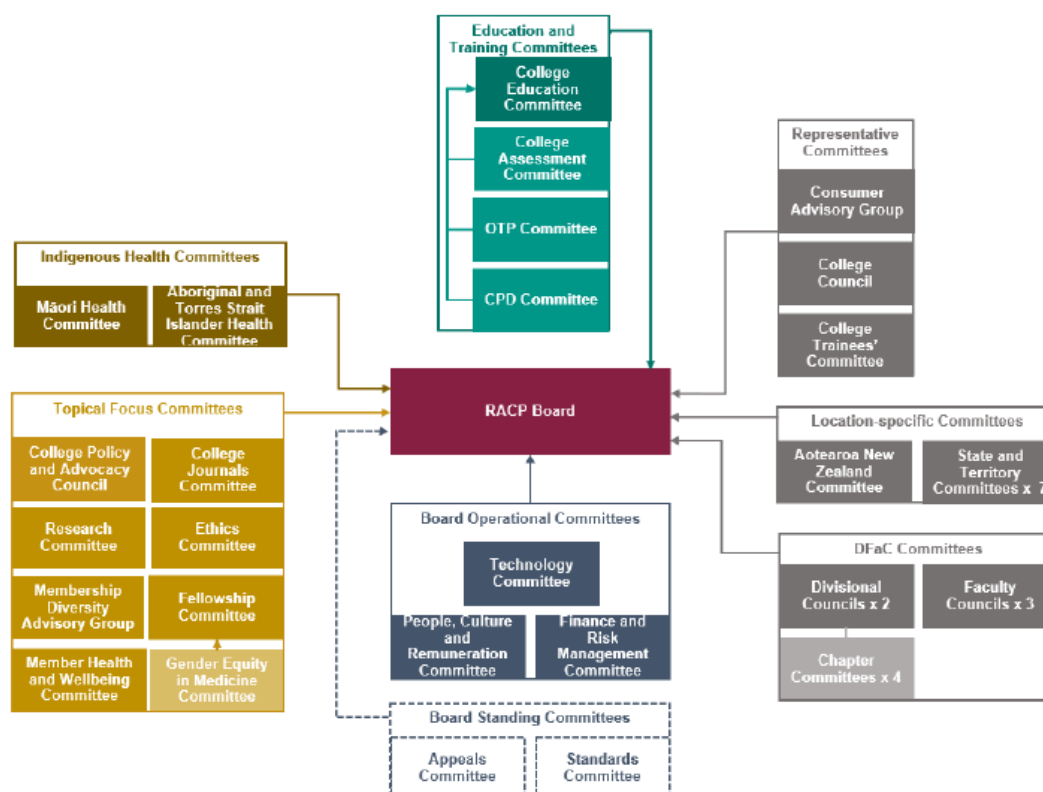 Education and
Training Committees
College
Education
Committee
College
Assessment
Committee
OTP Committee
CPD Committee
Representative
Committees
Consumer
Advisory Group
College
Council
College
Trainees'
Committee
Indigenous Health Committees
Māori Health
Committee
Aboriginal and
Torres Strait
Islander Health
Committee
RACP Board
Topical Focus Committees
College Policy
and Advocacy
Council
College
Journals
Committee
Research
Committee
Ethics
Committee
Membership
Diversity
Advisory Group
Fellowship
Committee
Member Health
and Wellbeing
Committee
Gender Equity
in Medicine
Committee
Location-specific Committees
Aotearoa New
Zealand
Committee
State and
Territory
Committees x 7
Board Operational Committees
Technology
Committee
People, Culture
and
Remuneration
Committee
Finance and
Risk
Management
Committee
DFaC Committees
Divisional
Councils x 2
Faculty
Councils x 3
Chapter
Committees x 4
Board Standing Committees
Appeals
Committee
Standards
Committee